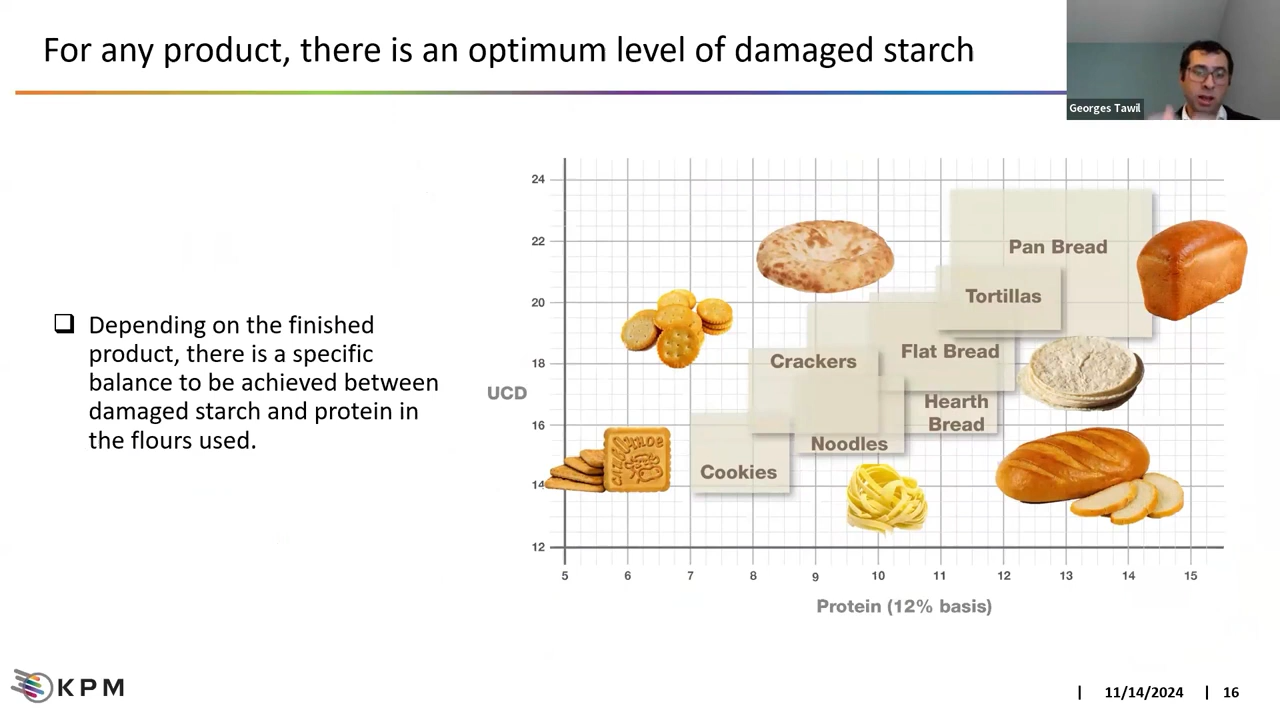 For any product, there is an optimum level of damaged starch
Georges Tawil
❑ Depending on the finished
product, there is a specific
balance to be achieved between
damaged starch and protein in
the flours used.
24
22
20
18
16
14
12
UCD
Pan Bread
Tortillas
Flat Bread
Crackers
Hearth
Bread
Noodles
Cookies
5 6 7 8 9 10 11 12 13 14 15
Protein (12% basis)
KPM
| 11/14/2024 | 16